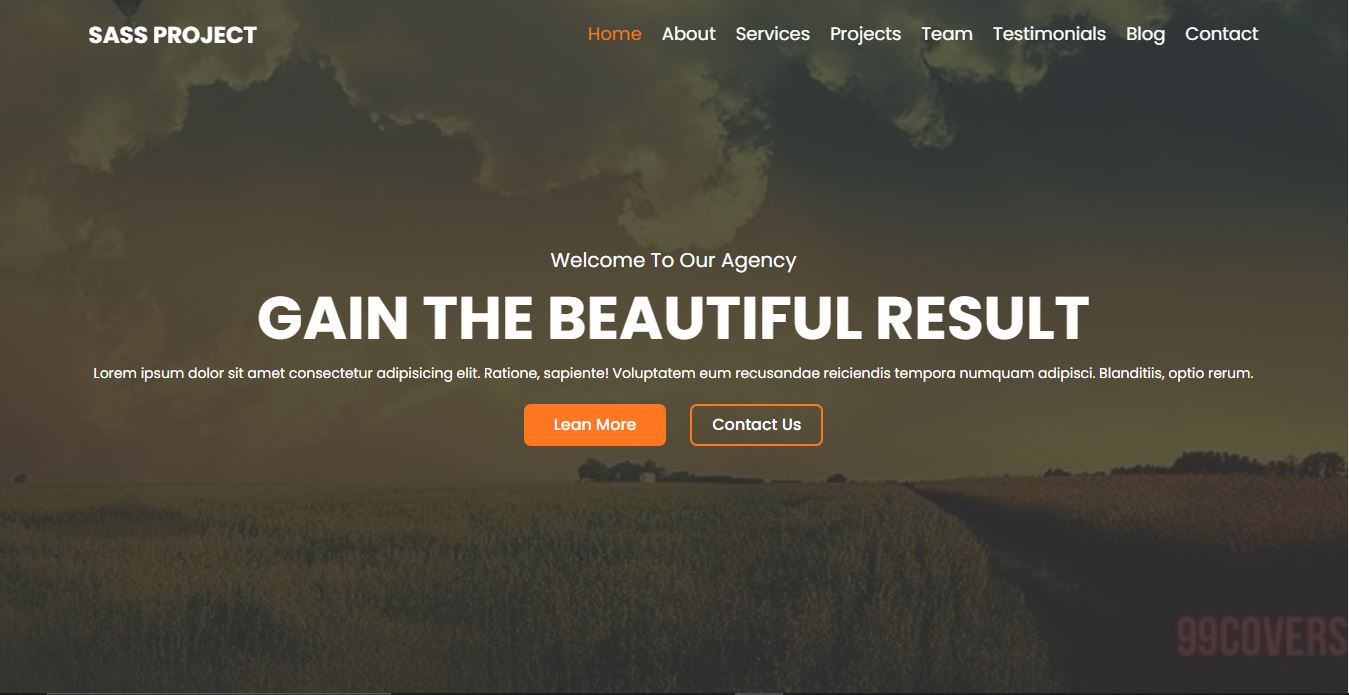 SASS PROJECT
Home About Services Projects Team Testimonials Blog Contact
Welcome To Our Agency
GAIN THE BEAUTIFUL RESULT
Lorem ipsum dolor sit amet consectetur adipisicing elit. Ratione, sapiente! Voluptatem eum recusandae reiciendis tempora numquam adipisci. Blanditiis, optio rerum.
Lean More
Contact Us
99COVERS